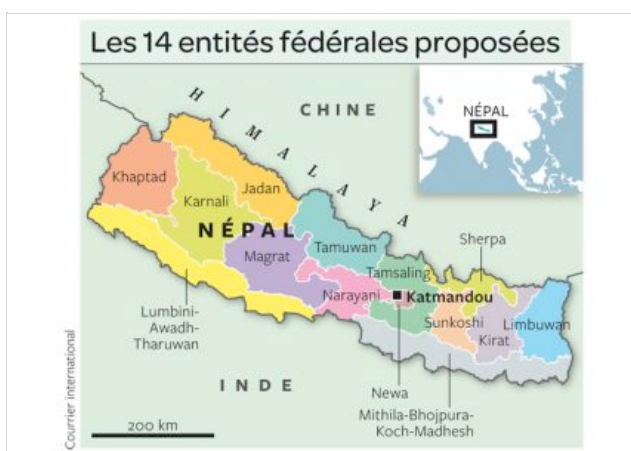 Les 14 entités fédérales proposées
HIMALAYA
CHINE
NÉPAL
Khaptad
Jadan
Karnali
NÉPAL
Magrat
Tamuwan
Sherpa
Tamsaling
Narayani
Katmandou
Sunkoshi
Limbuwan
Kirat
Lumbini-
Awadh-
Tharuwan
INDE
Newa
Mithila-Bhojpura-
Koch-Madhesh
200 km
Courrier international